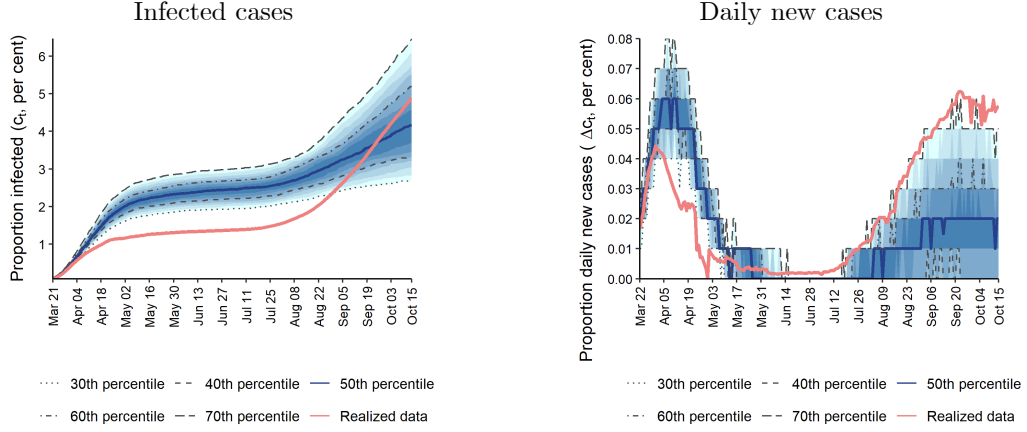 Infected cases
Proportion infected (cₜ, per cent)
6
5
4
3
2
1
Mar 21
Apr 04
Apr 18
May 02
May 16
May 30
Jun 13
Jun 27
Jul 11
Jul 25
Aug 08
Aug 22
Sep 05
Sep 19
Oct 03
Oct 15
30th percentile
40th percentile
50th percentile
60th percentile
70th percentile
Realized data
Daily new cases
Proportion daily new cases ( Δcₜ, per cent)
0.08
0.07
0.06
0.05
0.04
0.03
0.02
0.01
0.00
Mar 22
Apr 05
Apr 19
May 03
May 17
May 31
Jun 14
Jun 28
Jul 12
Jul 26
Aug 09
Aug 23
Sep 06
Sep 20
Oct 04
Oct 15
30th percentile
40th percentile
50th percentile
60th percentile
70th percentile
Realized data